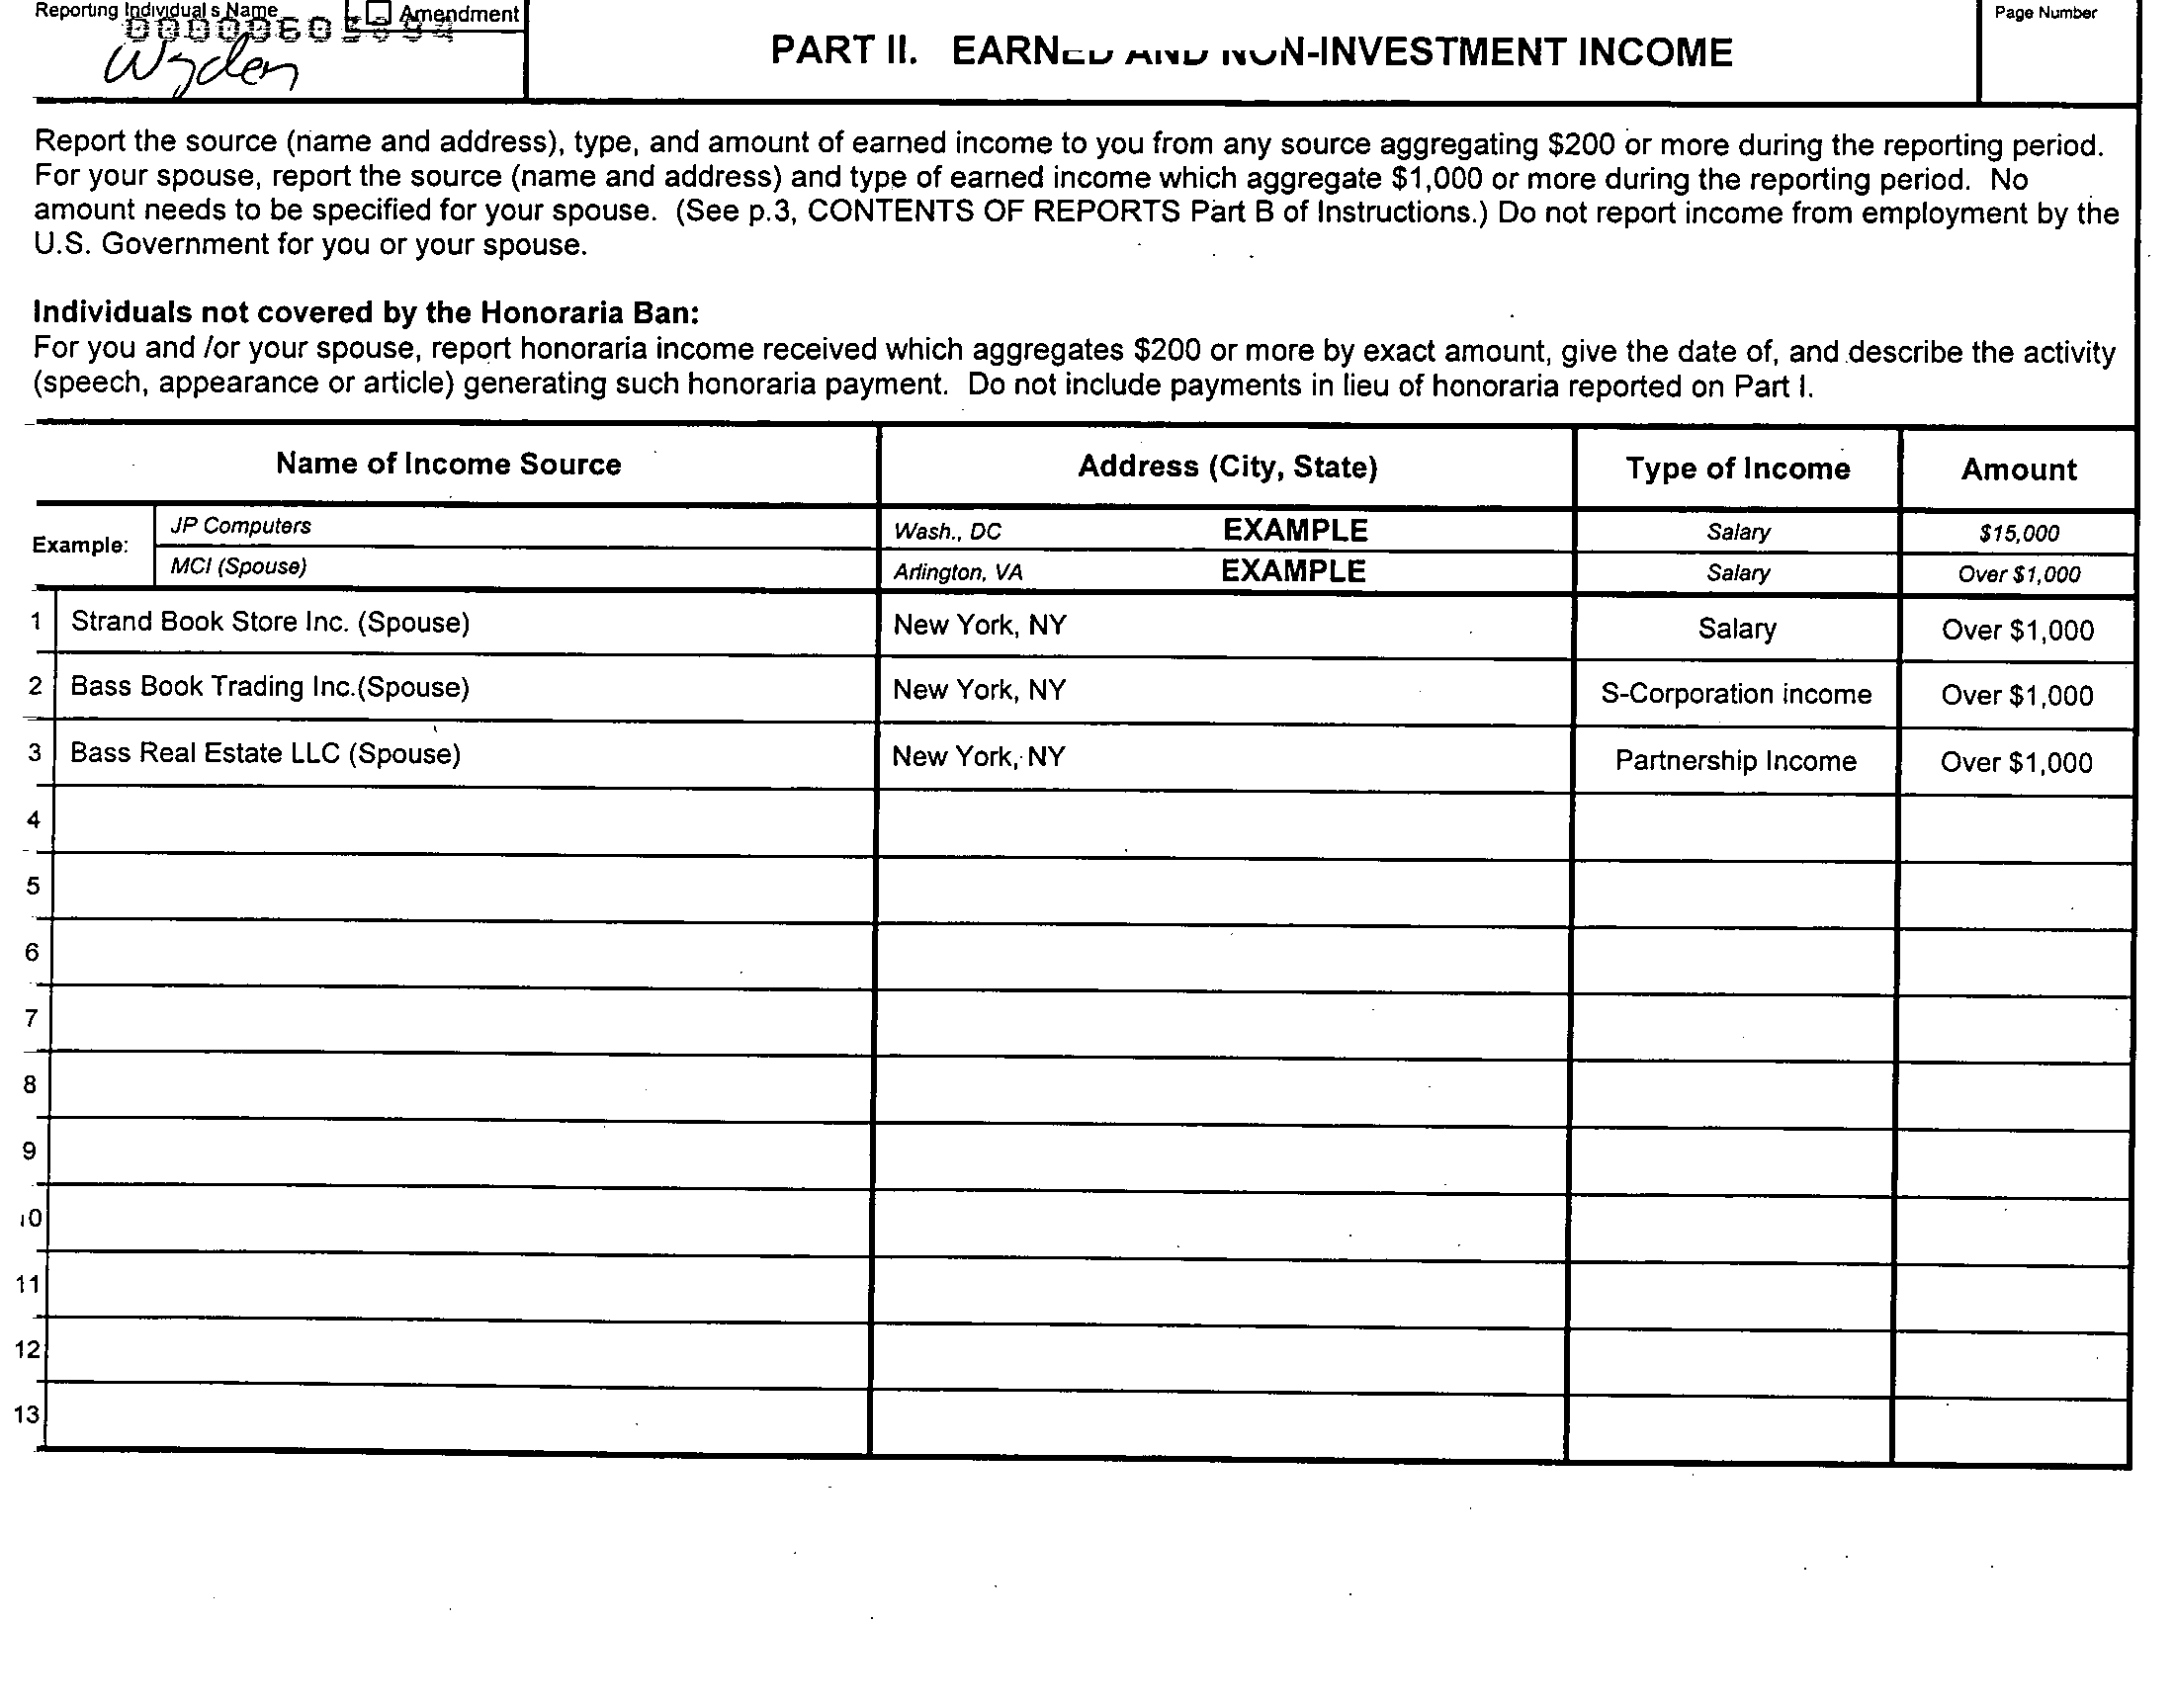 Reporting Individual s Name
Amendment
Wyden
PART II. EARNED AND NON-INVESTMENT INCOME
Page Number
Report the source (name and address), type, and amount of earned income to you from any source aggregating $200 or more during the reporting period.
For your spouse, report the source (name and address) and type of earned income which aggregate $1,000 or more during the reporting period. No
amount needs to be specified for your spouse. (See p.3, CONTENTS OF REPORTS Part B of Instructions.) Do not report income from employment by the
U.S. Government for you or your spouse.
Individuals not covered by the Honoraria Ban:
For you and /or your spouse, report honoraria income received which aggregates $200 or more by exact amount, give the date of, and describe the activity
(speech, appearance or article) generating such honoraria payment. Do not include payments in lieu of honoraria reported on Part I.
Name of Income Source Address (City, State) Type of Income Amount
Example: JP Computers Wash., DC EXAMPLE Salary $15,000
MCI (Spouse) Arlington, VA EXAMPLE Salary Over $1,000
1 Strand Book Store Inc. (Spouse) New York, NY Salary Over $1,000
2 Bass Book Trading Inc.(Spouse) New York, NY S-Corporation income Over $1,000
3 Bass Real Estate LLC (Spouse) New York, NY Partnership Income Over $1,000
4
5
6
7
8
9
10
11
12
13